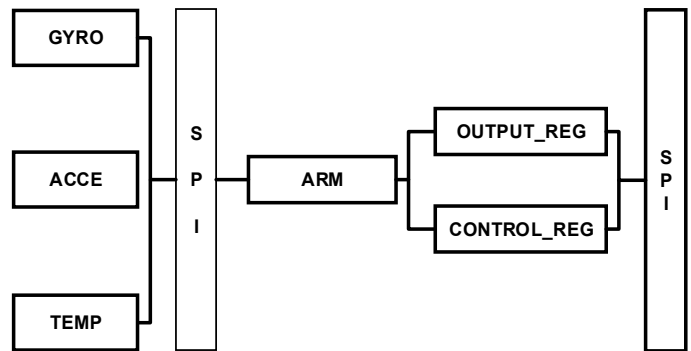 GYRO
ACCE
TEMP
S
P
I
ARM
OUTPUT_REG
CONTROL_REG
S
P
I